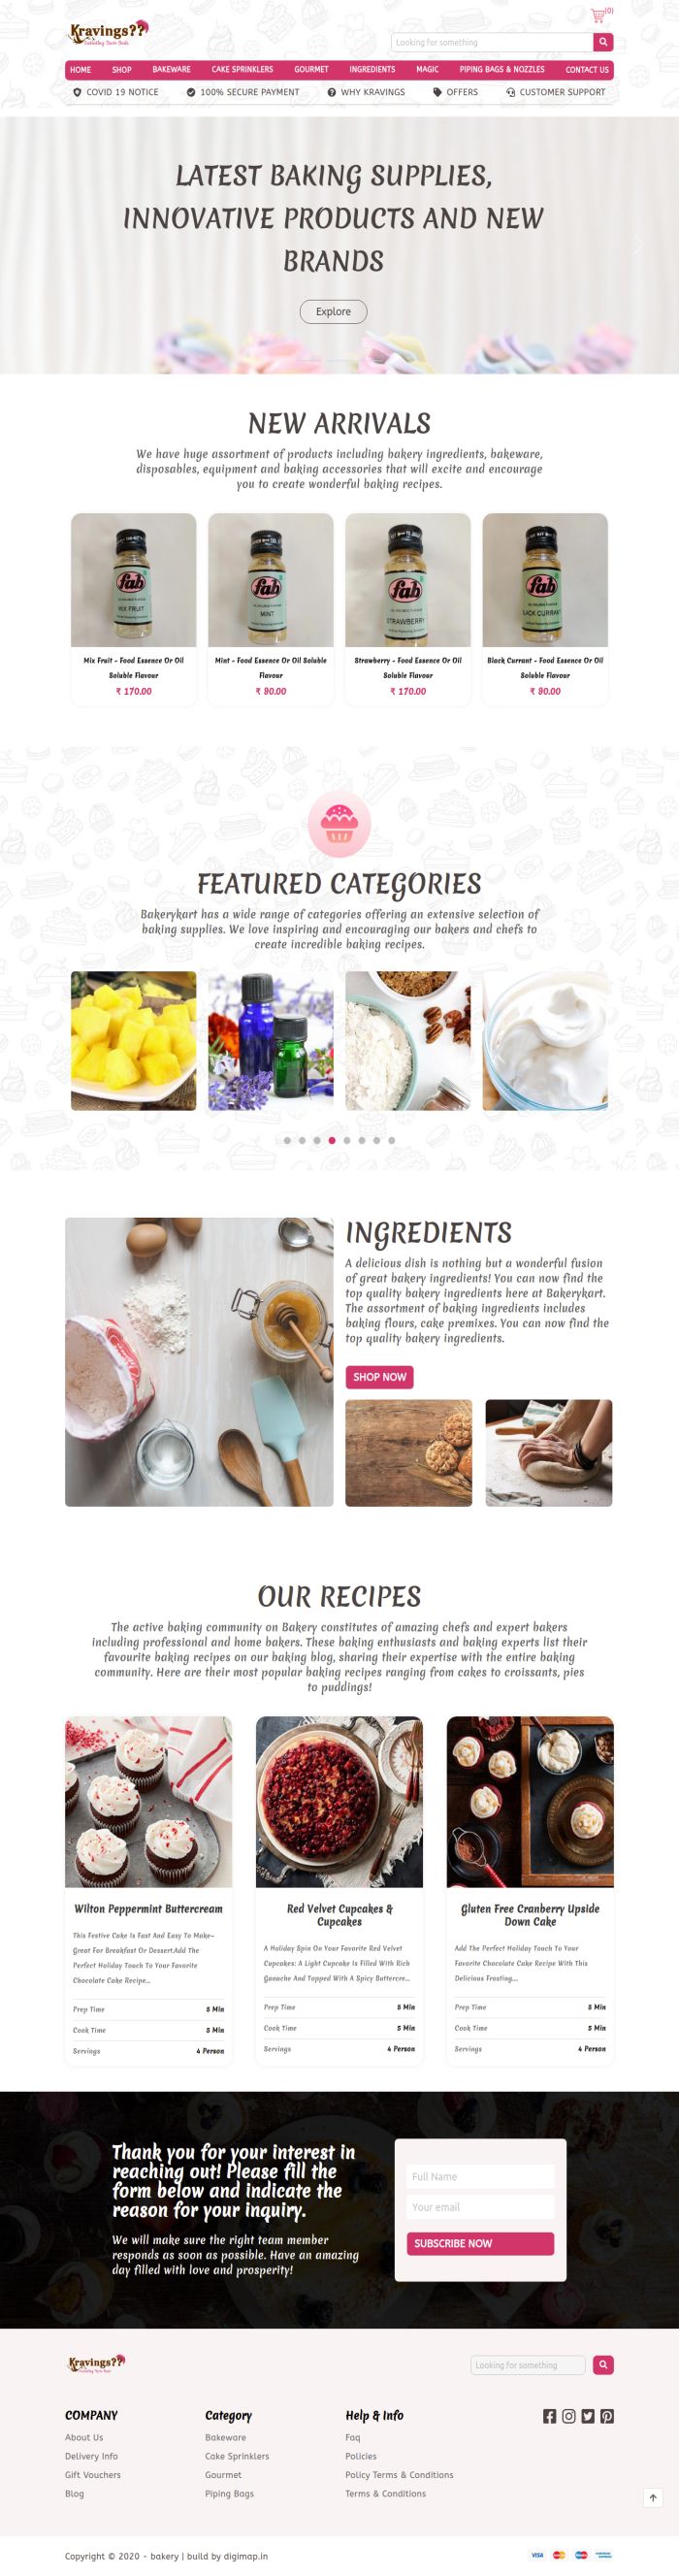 Kravings??
(0)
Looking for something
HOME SHOP BAKEWARE CAKE SPRINKLERS GOURMET INGREDIENTS MAGIC PIPING BAGS & NOZZLES CONTACT US
COVID 19 NOTICE 100% SECURE PAYMENT WHY KRAVINGS OFFERS CUSTOMER SUPPORT
LATEST BAKING SUPPLIES,
INNOVATIVE PRODUCTS AND NEW
BRANDS
Explore
NEW ARRIVALS
We have huge assortment of products including bakery ingredients, bakeware,
disposables, equipment and baking accessories that will excite and encourage
you to create wonderful baking recipes.
fab fab fab fab
MIX FRUIT MINT STRAWBERRY LACK CURRAN
Mix Fruit - Food Essence Or Oil Mint - Food Essence Or Oil Soluble Strawberry - Food Essence Or Oil Black Currant - Food Essence Or Oil
Soluble Flavour Flavour Soluble Flavour Soluble Flavour
₹ 170.00 ₹ 90.00 ₹ 170.00 ₹ 90.00
FEATURED CATEGORIES
Bakerykart has a wide range of categories offering an extensive selection of
baking supplies. We love inspiring and encouraging our bakers and chefs to
create incredible baking recipes.
INGREDIENTS
A delicious dish is nothing but a wonderful fusion
of great bakery ingredients! You can now find the
top quality bakery ingredients here at Bakerykart.
The assortment of baking ingredients includes
baking flours, cake premixes. You can now find the
top quality bakery ingredients.
SHOP NOW
OUR RECIPES
The active baking community on Bakery constitutes of amazing chefs and expert bakers
including professional and home bakers. These baking enthusiasts and baking experts list their
favourite baking recipes on our baking blog, sharing their expertise with the entire baking
community. Here are their most popular baking recipes ranging from cakes to croissants, pies
to puddings!
Wilton Peppermint Buttercream
This Festive Cake Is Fast And Easy To Make-
Great For Breakfast Or Dessert.Add The
Perfect Holiday Touch To Your Favorite
Chocolate Cake Recipe...
Prep Time 5 Min
Cook Time 5 Min
Servings 4 Person
Red Velvet Cupcakes &
Cupcakes
A Holiday Spin On Your Favorite Red Velvet
Cupcakes: A Light Cupcake Is Filled With Rich
Ganache And Topped With A Spicy Buttercre...
Prep Time 5 Min
Cook Time 5 Min
Servings 4 Person
Gluten Free Cranberry Upside
Down Cake
Add The Perfect Holiday Touch To Your
Favorite Chocolate Cake Recipe With This
Delicious Frosting...
Prep Time 5 Min
Cook Time 5 Min
Servings 4 Person
Thank you for your interest in
reaching out! Please fill the
form below and indicate the
reason for your inquiry.
We will make sure the right team member
responds as soon as possible. Have an amazing
day filled with love and prosperity!
Full Name
Your email
SUBSCRIBE NOW
Kravings??
Looking for something
COMPANY
About Us
Delivery Info
Gift Vouchers
Blog
Category
Bakeware
Cake Sprinklers
Gourmet
Piping Bags
Help & Info
Faq
Policies
Policy Terms & Conditions
Terms & Conditions
Copyright © 2020 - bakery | build by digimap.in
VISA